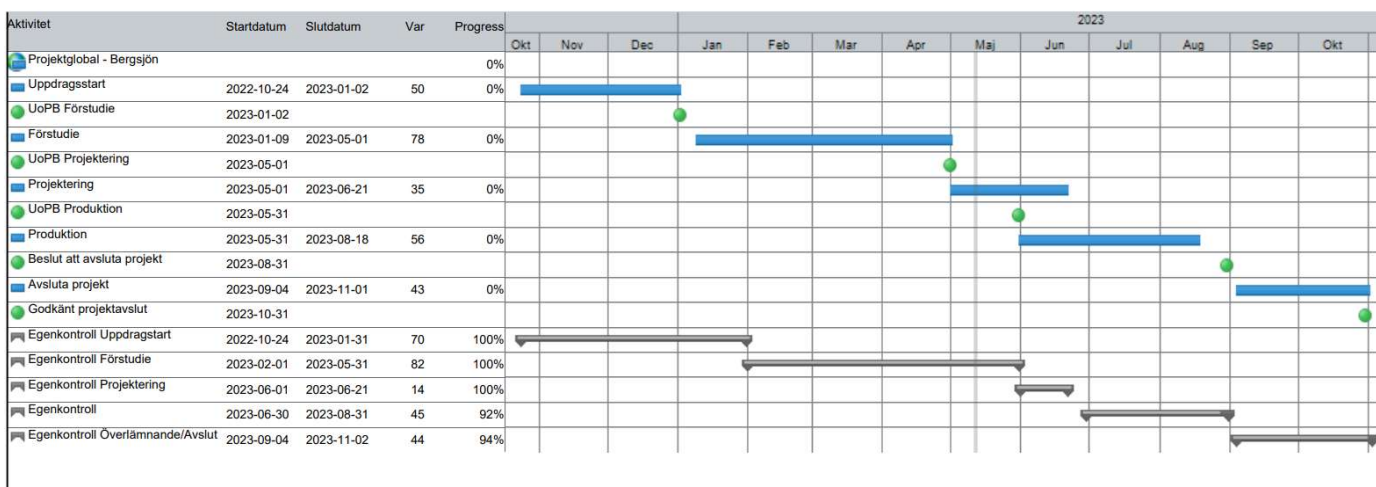 Aktivitet Startdatum Slutdatum Var Progress 2023
Okt Nov Dec Jan Feb Mar Apr Maj Jun Jul Aug Sep Okt
Projektglobal - Bergsjön 0%
Uppdragsstart 2022-10-24 2023-01-02 50 0%
UoPB Förstudie 2023-01-02
Förstudie 2023-01-09 2023-05-01 78 0%
UoPB Projektering 2023-05-01
Projektering 2023-05-01 2023-06-21 35 0%
UoPB Produktion 2023-05-31
Produktion 2023-05-31 2023-08-18 56 0%
Beslut att avsluta projekt 2023-08-31
Avsluta projekt 2023-09-04 2023-11-01 43 0%
Godkänt projektavslut 2023-10-31
Egenkontroll Uppdragstart 2022-10-24 2023-01-31 70 100%
Egenkontroll Förstudie 2023-02-01 2023-05-31 82 100%
Egenkontroll Projektering 2023-06-01 2023-06-21 14 100%
Egenkontroll 2023-06-30 2023-08-31 45 92%
Egenkontroll Överlämnande/Avslut 2023-09-04 2023-11-02 44 94%